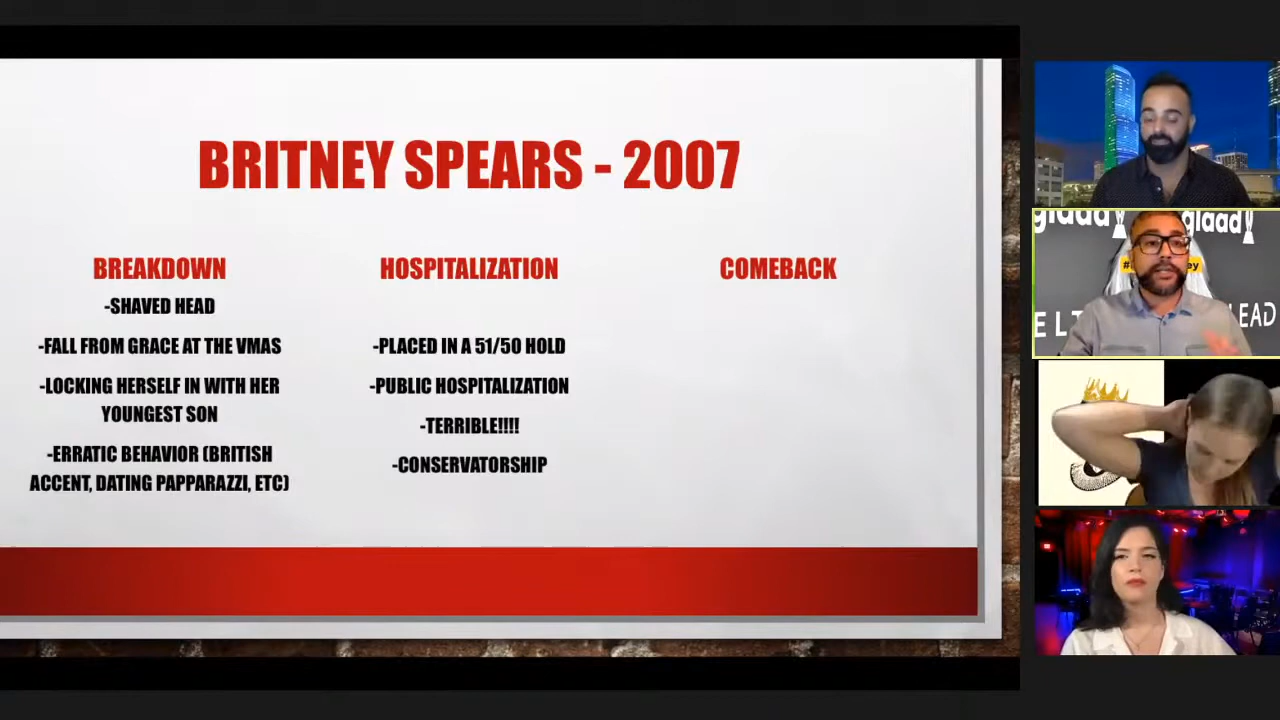 BRITNEY SPEARS - 2007
BREAKDOWN
-SHAVED HEAD
-FALL FROM GRACE AT THE VMAS
-LOCKING HERSELF IN WITH HER
YOUNGEST SON
-ERRATIC BEHAVIOR (BRITISH
ACCENT, DATING PAPPARAZZI, ETC)
HOSPITALIZATION
-PLACED IN A 51/50 HOLD
-PUBLIC HOSPITALIZATION
-TERRIBLE!!!!
-CONSERVATORSHIP
COMEBACK
glaad
glaad